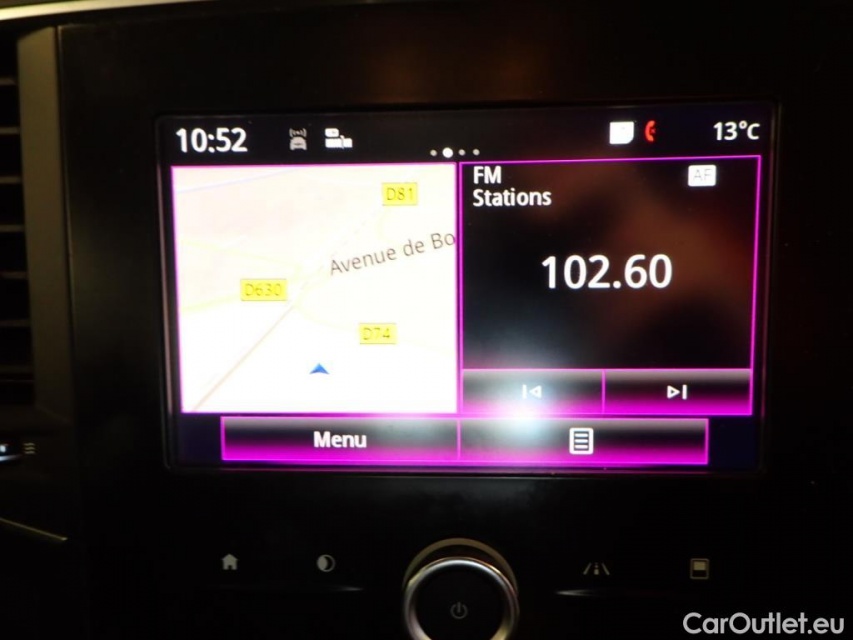 10:52
13°C
D81
Avenue de Bo
D630
D74
FM
Stations
AF
102.60
Menu
CarOutlet.eu